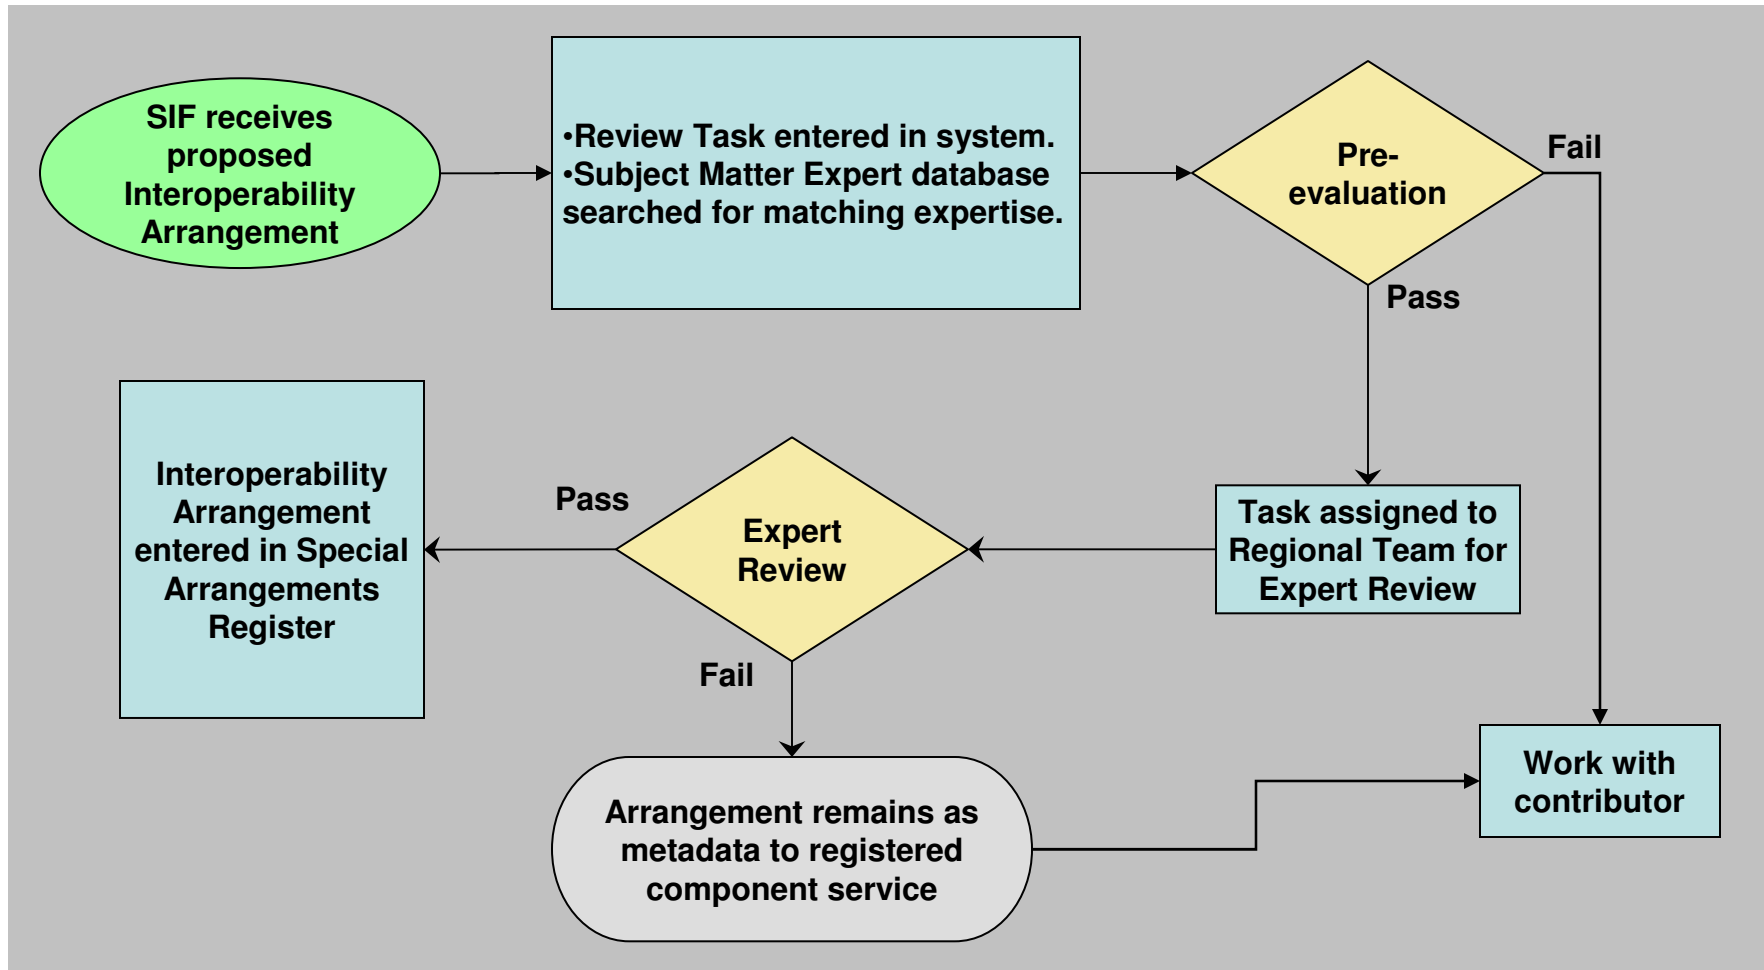 SIF receives
proposed
Interoperability
Arrangement
•Review Task entered in system.
•Subject Matter Expert database
searched for matching expertise.
Pre-
evaluation
Fail
Pass
Interoperability
Arrangement
entered in Special
Arrangements
Register
Pass
Expert
Review
Task assigned to
Regional Team for
Expert Review
Fail
Arrangement remains as
metadata to registered
component service
Work with
contributor